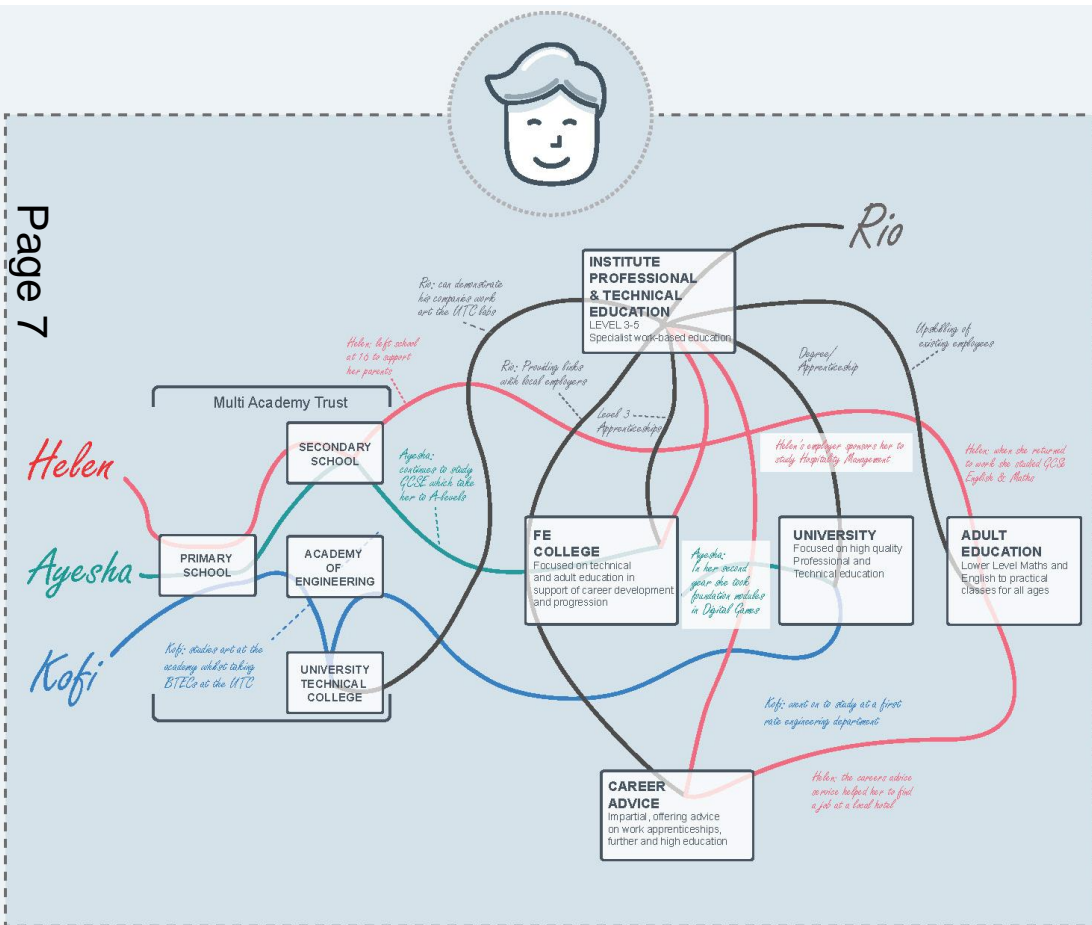 Page 7
Rio
INSTITUTE
PROFESSIONAL
& TECHNICAL
EDUCATION
LEVEL 3-5
Specialist work-based education
Rio: can demonstrate
his companies work
art the UTC labs
Helen: left school
at 16 to support
her parents
Rio: Providing links
with local employers
Level 3
Apprenticeships
Degree/
Apprenticeship
Upskilling of
existing employees
Multi Academy Trust
Helen
SECONDARY
SCHOOL
Ayesha:
continues to study
GCSE which take
her to A-levels
Helen's employer sponsors her to
study Hospitality Management
Helen: when she returned
to work she studied GCSE
English & Maths
Ayesha
PRIMARY
SCHOOL
ACADEMY
OF
ENGINEERING
FE
COLLEGE
Focused on technical
and adult education in
support of career development
and progression
Ayesha:
In her second
year she took
foundation modules
in Digital Games
UNIVERSITY
Focused on high quality
Professional and
Technical education
ADULT
EDUCATION
Lower Level Maths and
English to practical
classes for all ages
Kofi
Kofi: studies art at the
academy whilst taking
BTECs at the UTC
UNIVERSITY
TECHNICAL
COLLEGE
Kofi: went on to study at a first
rate engineering department
CAREER
ADVICE
Impartial, offering advice
on work apprenticeships,
further and high education
Helen: the careers advise
service helped her to find
a job at a local hotel